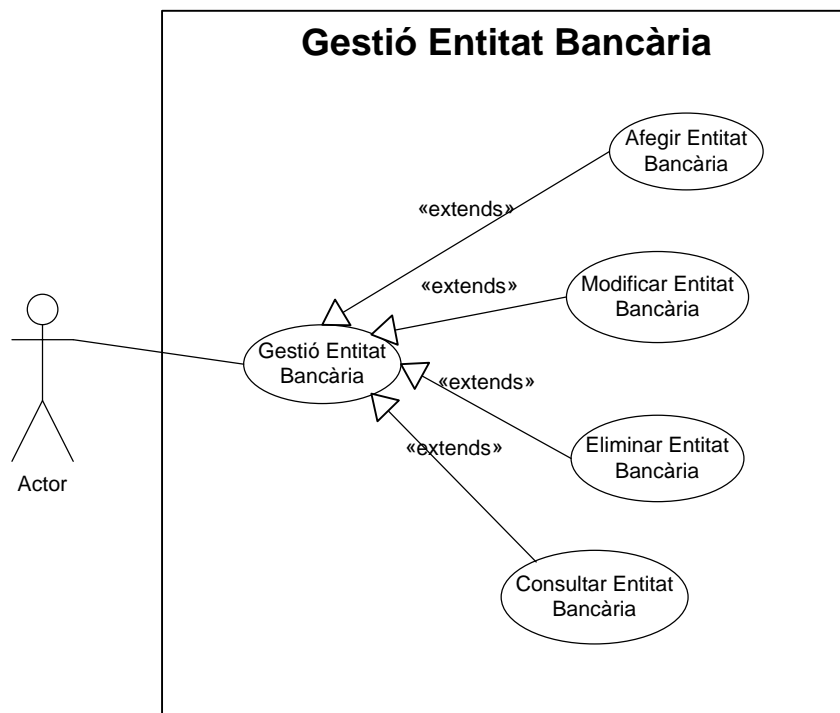 Gestió Entitat Bancària
Afegir Entitat
Bancària
«extends»
Modificar Entitat
Bancària
«extends»
Gestió Entitat
Bancària
«extends»
Eliminar Entitat
Bancària
«extends»
Actor
Consultar Entitat
Bancària